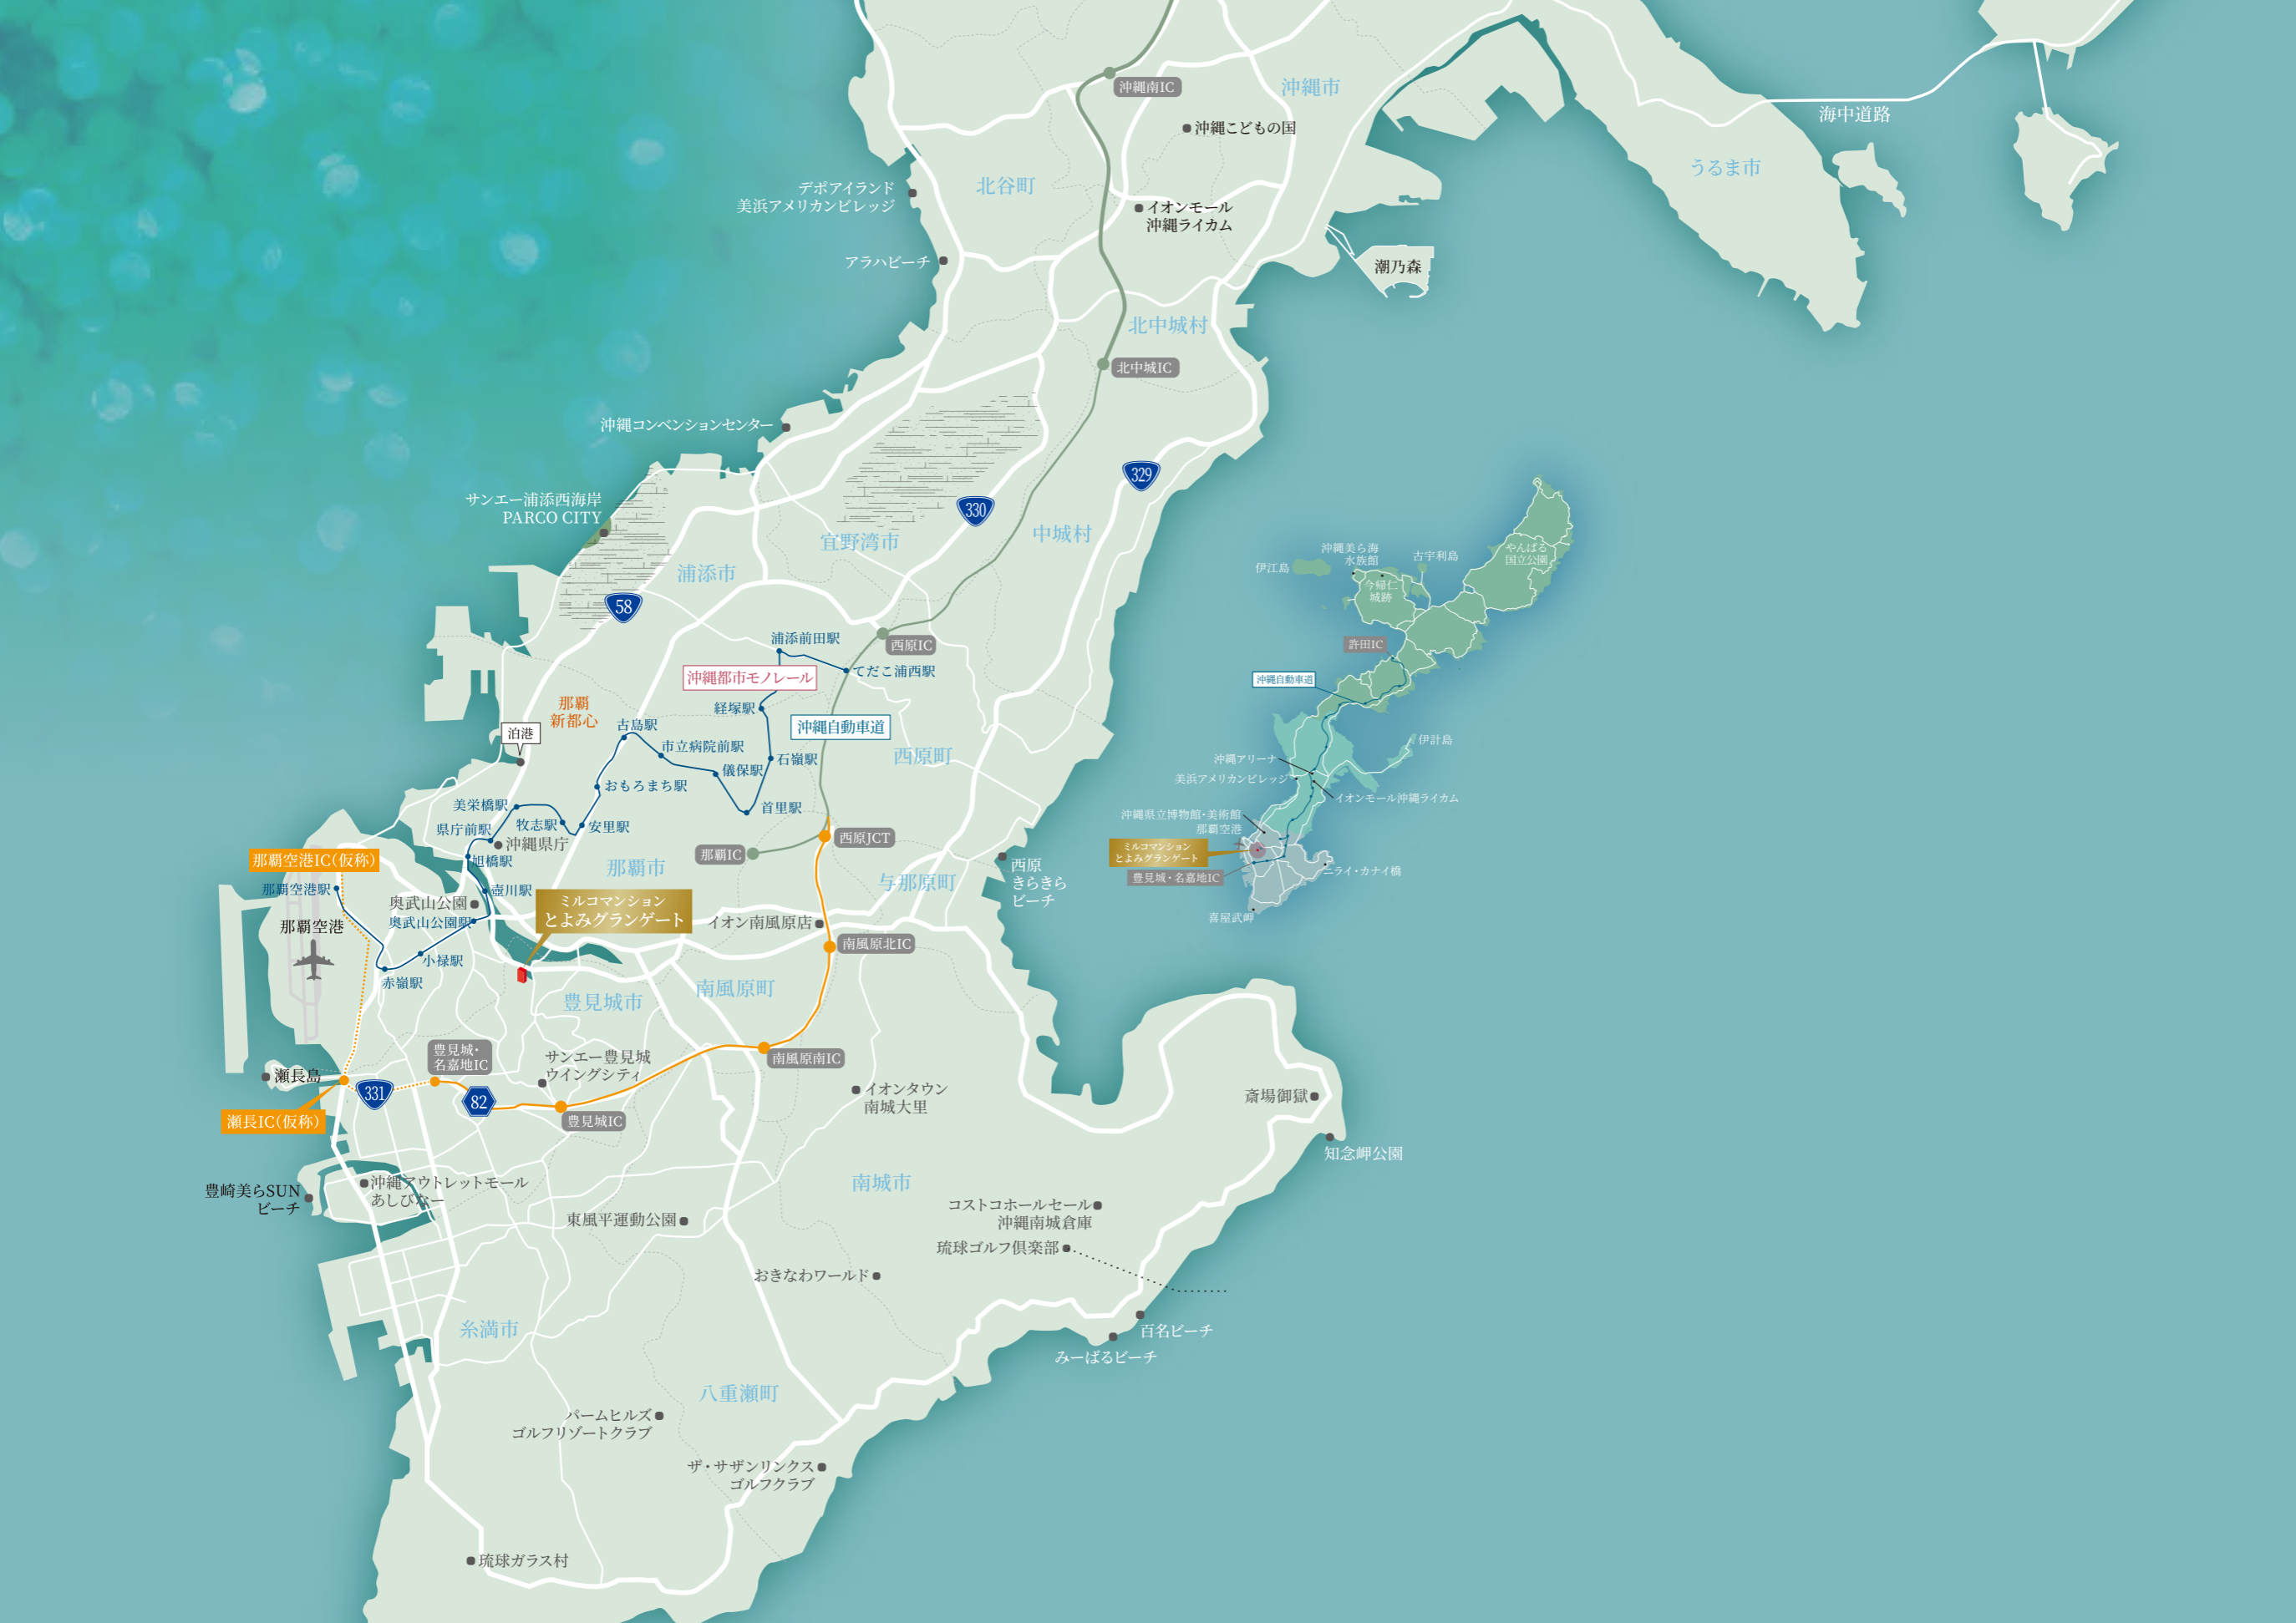 沖縄南IC
沖縄市
沖縄こどもの国
海中道路
うるま市
北谷町
デポアイランド
美浜アメリカンビレッジ
イオンモール
沖縄ライカム
アラハビーチ
潮乃森
北中城村
北中城IC
沖縄コンベンションセンター
329
330
サンエー浦添西海岸
PARCO CITY
宜野湾市
中城村
浦添市
58
浦添前田駅
西原IC
てだこ浦西駅
沖縄都市モノレール
経塚駅
沖縄自動車道
那覇
新都心
古島駅
泊港
市立病院前駅
西原町
石嶺駅
儀保駅
おもろまち駅
首里駅
美栄橋駅
牧志駅
安里駅
県庁前駅
沖縄県庁
西原JCT
那覇IC
旭橋駅
那覇市
那覇空港IC(仮称)
那覇空港駅
壺川駅
与那原町
西原
きらきら
ビーチ
奥武山公園
奥武山公園駅
ミルコマンション
とよみグランゲート
イオン南風原店
那覇空港
南風原北IC
小禄駅
赤嶺駅
南風原町
豊見城市
豊見城・
名嘉地IC
サンエー豊見城
ウイングシティ
南風原南IC
瀬長島
331
82
イオンタウン
南城大里
瀬長IC(仮称)
豊見城IC
斎場御獄
知念岬公園
豊崎美らSUN
ビーチ
沖縄アウトレットモール
あしびなー
南城市
東風平運動公園
コストコホールセール
沖縄南城倉庫
琉球ゴルフ倶楽部
おきなわワールド
糸満市
百名ビーチ
みーばるビーチ
八重瀬町
パームヒルズ
ゴルフリゾートクラブ
ザ・サザンリンクス
ゴルフクラブ
琉球ガラス村
沖縄美ら海
水族館
古宇利島
やんばる
国立公園
伊江島
今帰仁
城跡
許田IC
沖縄自動車道
伊計島
沖縄アリーナ
美浜アメリカンビレッジ
イオンモール沖縄ライカム
沖縄県立博物館・美術館
那覇空港
ミルコマンション
とよみグランゲート
豊見城・名嘉地IC
ニライ・カナイ橋
喜屋武岬